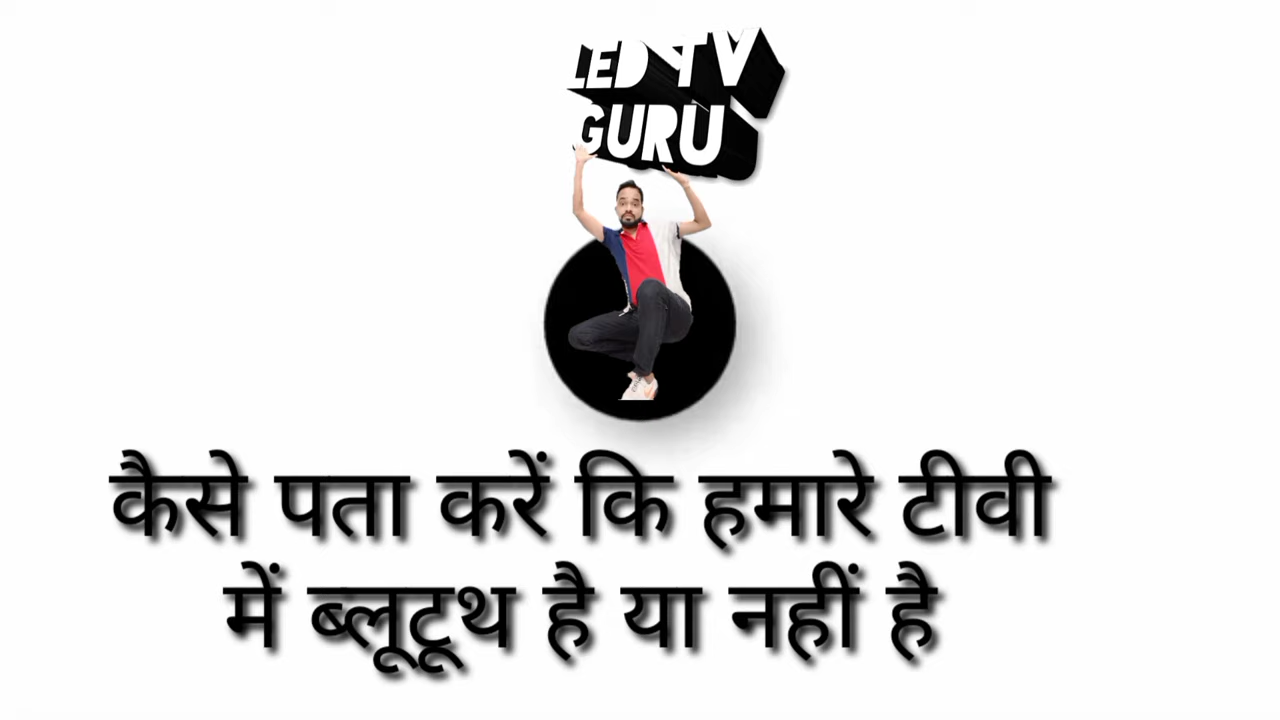 LED TV
GURU
कैसे पता करें कि हमारे टीवी
में ब्लूटूथ है या नहीं है